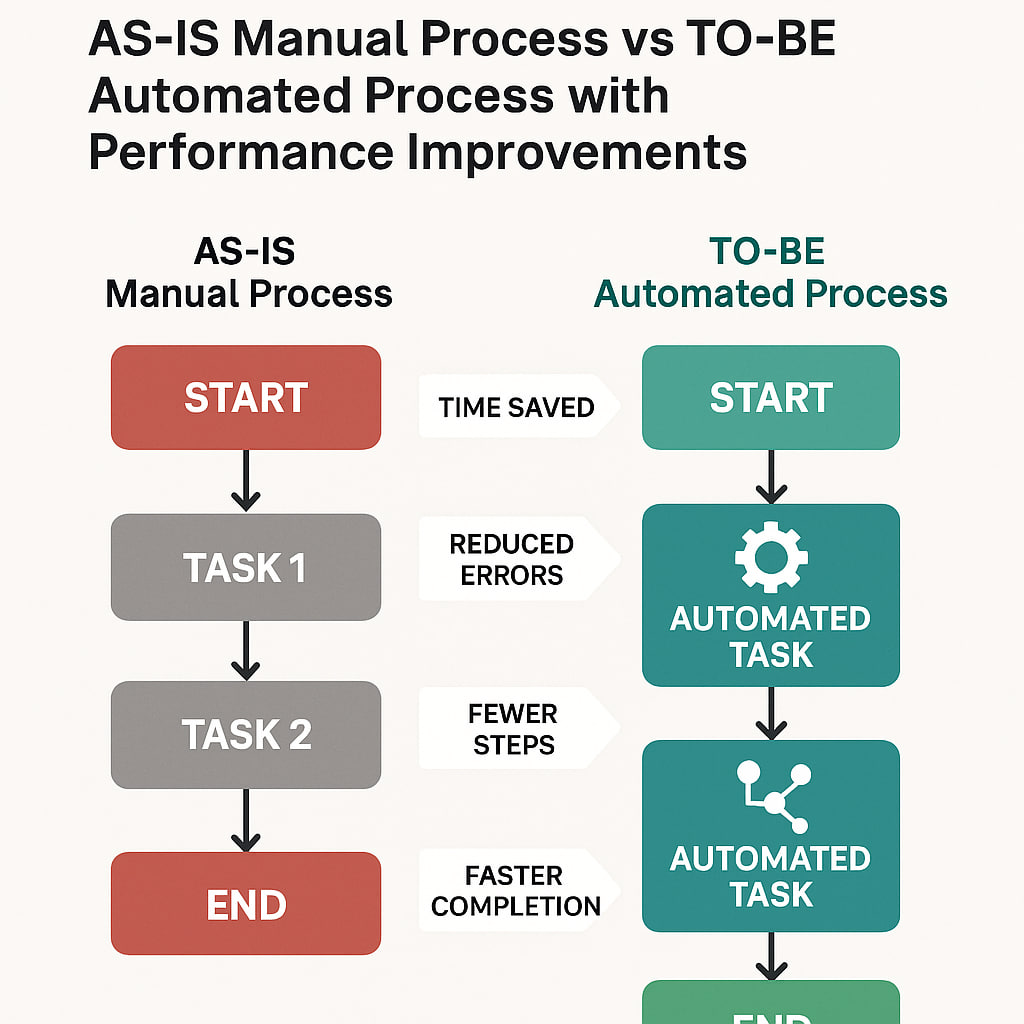 AS-IS Manual Process vs TO-BE
Automated Process with
Performance Improvements
AS-IS
Manual Process
TO-BE
Automated Process
START
TIME SAVED
START
TASK 1
REDUCED
ERRORS
AUTOMATED
TASK
TASK 2
FEWER
STEPS
AUTOMATED
TASK
END
FASTER
COMPLETION
END